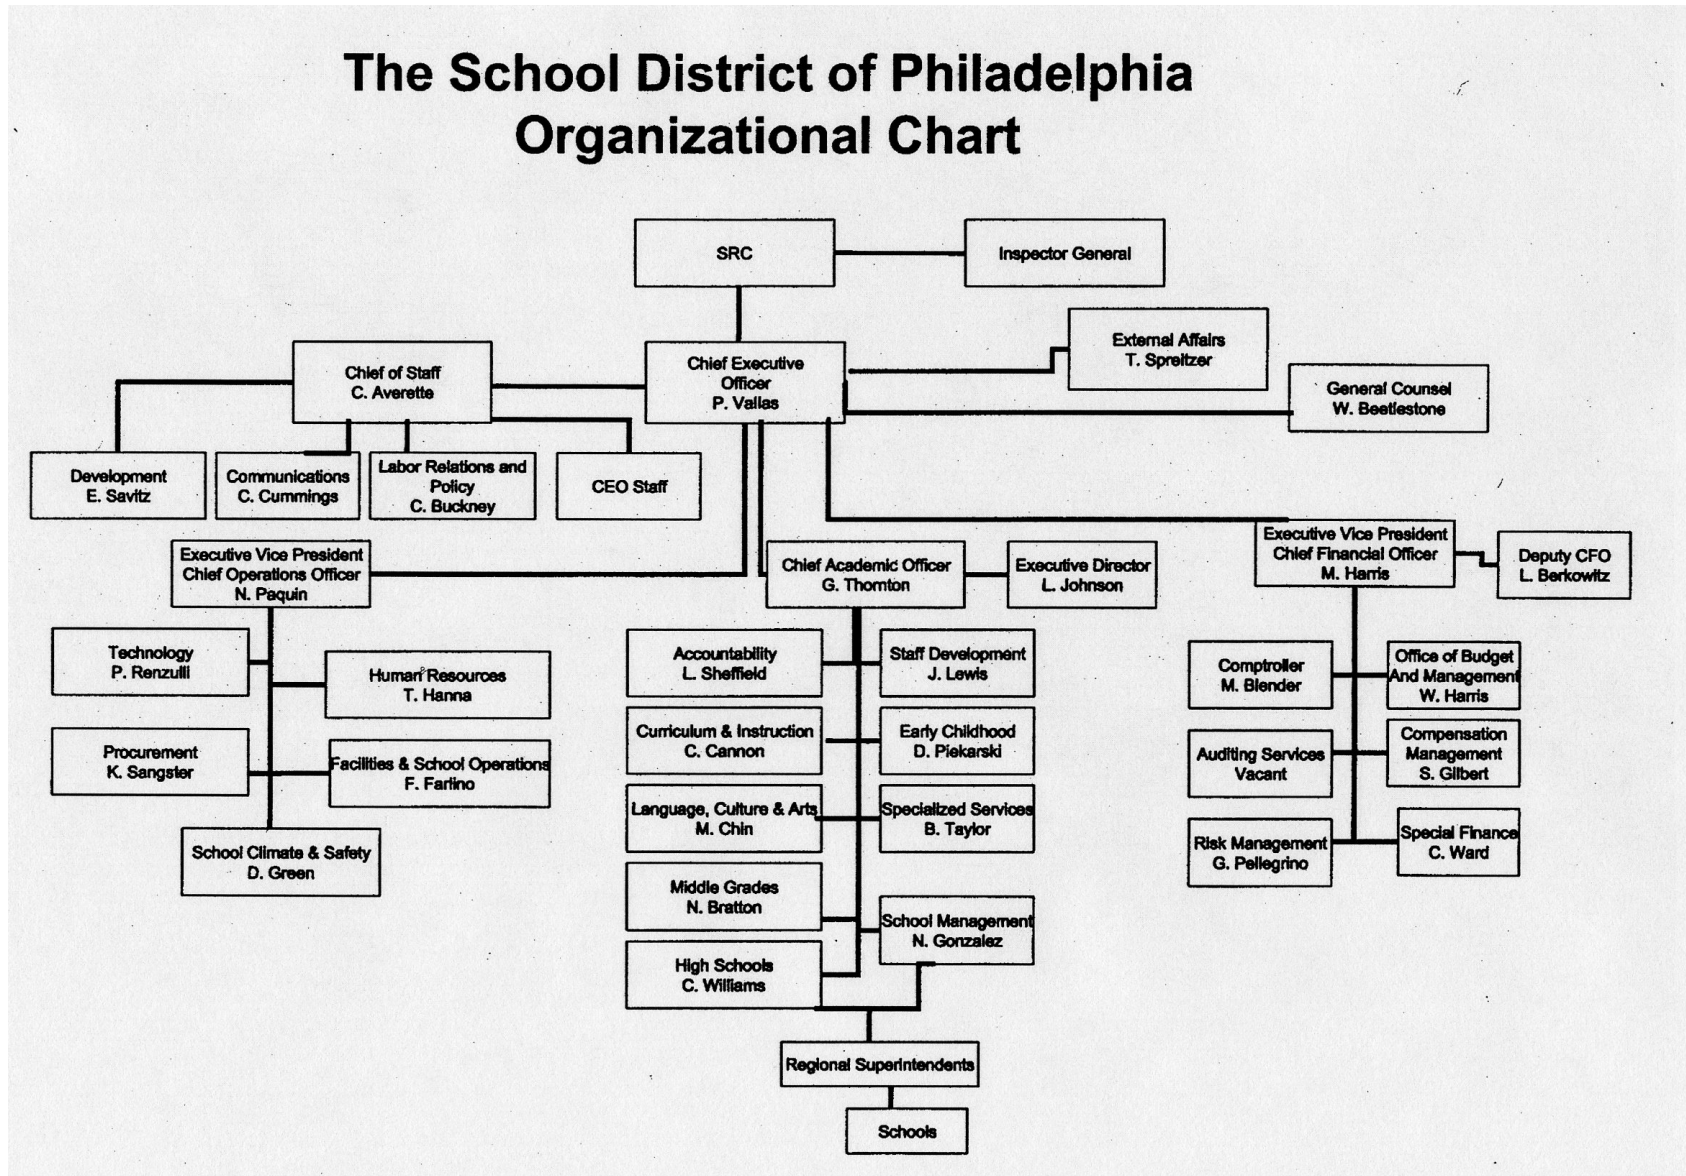 The School District of Philadelphia
Organizational Chart
SRC
Inspector General
External Affairs
T. Spreitzer
Chief of Staff
C. Averette
Chief Executive
Officer
P. Vallas
General Counsel
W. Beetlestone
Development
E. Savitz
Communications
C. Cummings
Labor Relations and
Policy
C. Buckney
CEO Staff
Executive Vice President
Chief Operations Officer
N. Paquin
Chief Academic Officer
G. Thornton
Executive Director
L. Johnson
Executive Vice President
Chief Financial Officer
M. Harris
Deputy CFO
L. Berkowitz
Technology
P. Renzulli
Human Resources
T. Hanna
Procurement
K. Sangster
Facilities & School Operations
F. Farlino
School Climate & Safety
D. Green
Accountability
L. Sheffield
Staff Development
J. Lewis
Curriculum & Instruction
C. Cannon
Early Childhood
D. Piekarski
Language, Culture & Arts
M. Chin
Specialized Services
B. Taylor
Middle Grades
N. Bratton
School Management
N. Gonzalez
High Schools
C. Williams
Regional Superintendents
Schools
Comptroller
M. Blender
Office of Budget
And Management
W. Harris
Auditing Services
Vacant
Compensation
Management
S. Gilbert
Risk Management
G. Pellegrino
Special Finance
C. Ward